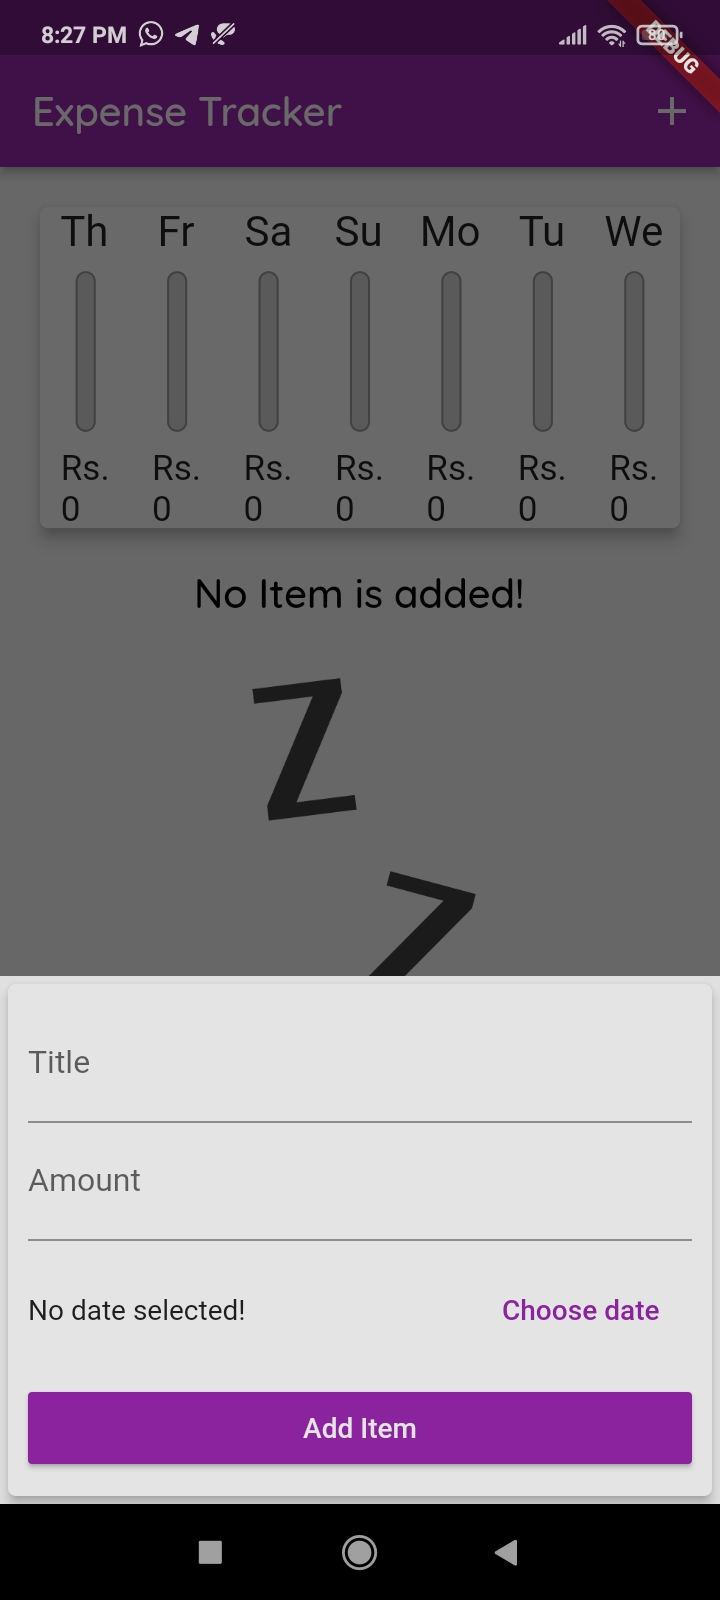 8:27 PM
DEBUG
Expense Tracker
Th Fr Sa Su Mo Tu We
Rs. Rs. Rs. Rs. Rs. Rs. Rs.
0 0 0 0 0 0 0
No Item is added!
Z
Z
Title
Amount
No date selected! Choose date
Add Item